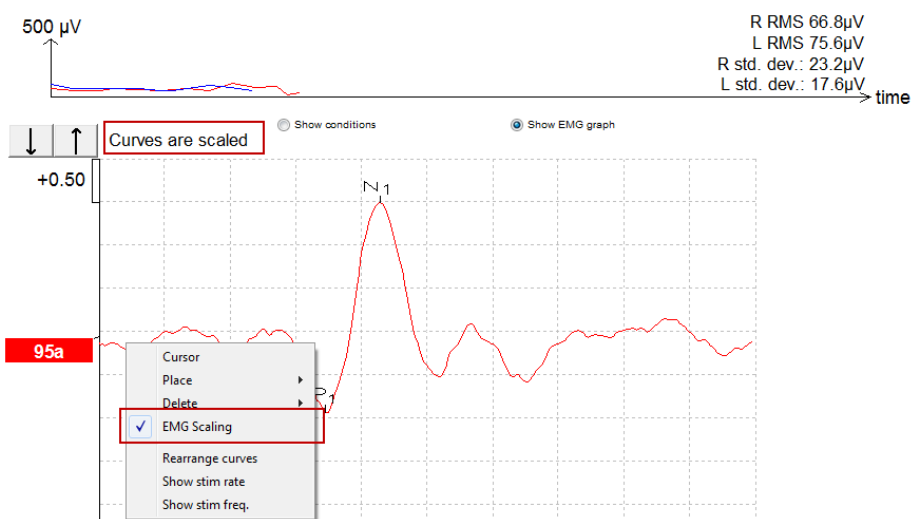 500 µV
R RMS 66.8µV
L RMS 75.6µV
R std. dev.: 23.2µV
L std. dev.: 17.6µV
time
Curves are scaled
Show conditions
Show EMG graph
+0.50
N1
95a
Cursor
Place
Delete
P1
EMG Scaling
Rearrange curves
Show stim rate
Show stim freq.